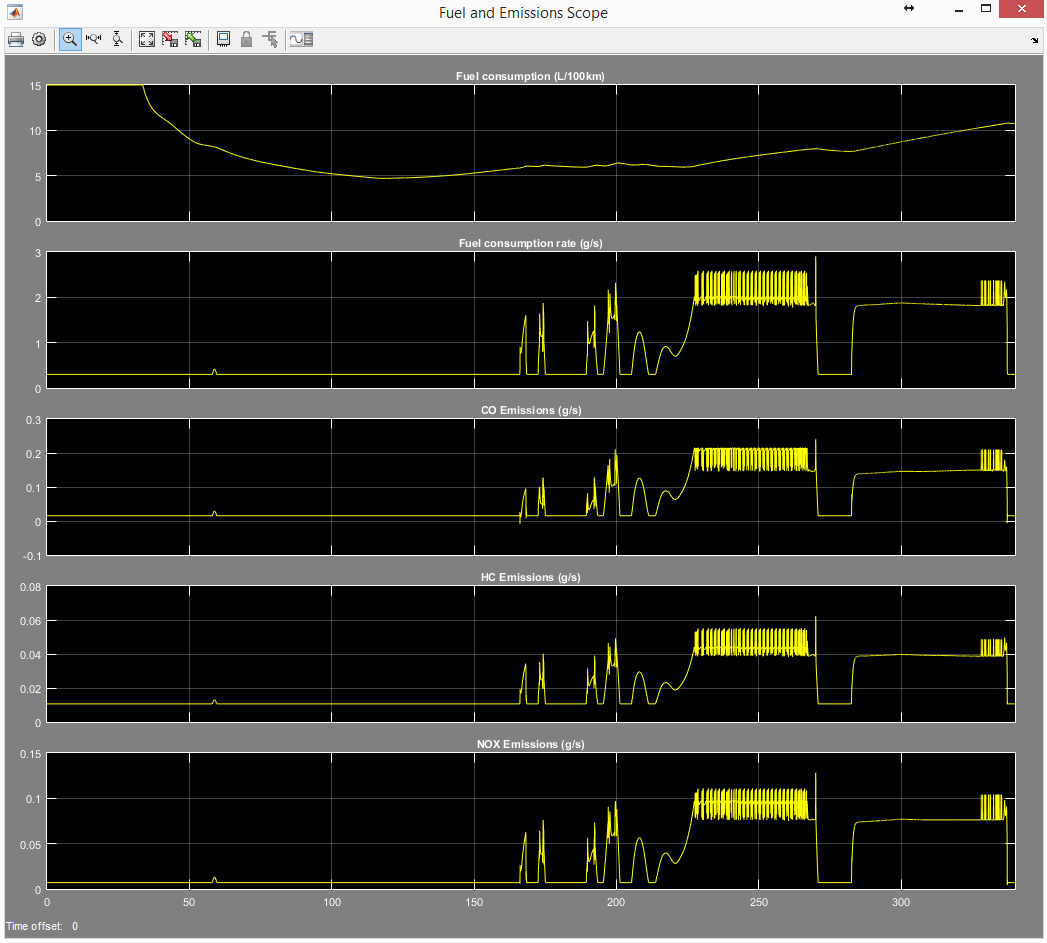 Fuel and Emissions Scope
Fuel consumption (L/100km)
15
10
5
0
Fuel consumption rate (g/s)
3
2
1
0
CO Emissions (g/s)
0.3
0.2
0.1
0
-0.1
HC Emissions (g/s)
0.08
0.06
0.04
0.02
0
NOX Emissions (g/s)
0.15
0.1
0.05
0
0 50 100 150 200 250 300
Time offset: 0